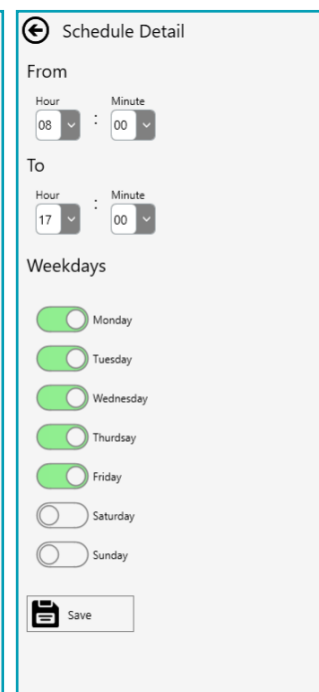 Schedule Detail
From
Hour Minute
08 : 00
To
Hour Minute
17 : 00
Weekdays
Monday
Tuesday
Wednesday
Thurdsay
Friday
Saturday
Sunday
Save